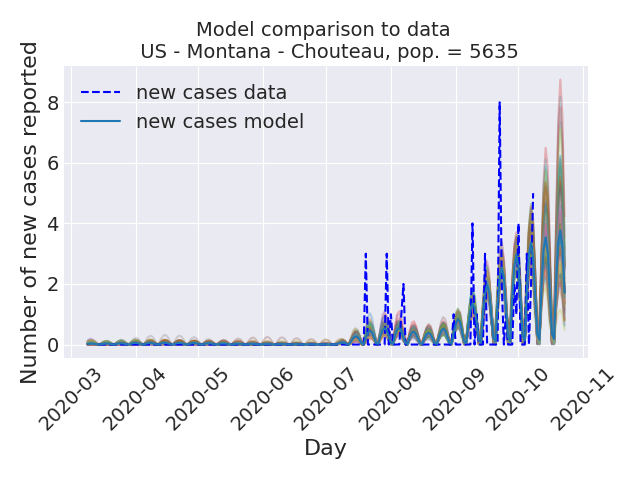 Model comparison to data
US - Montana - Chouteau, pop. = 5635
Number of new cases reported
8
6
4
2
0
new cases data
new cases model
2020-03
2020-04
2020-05
2020-06
2020-07
2020-08
2020-09
2020-10
2020-11
Day